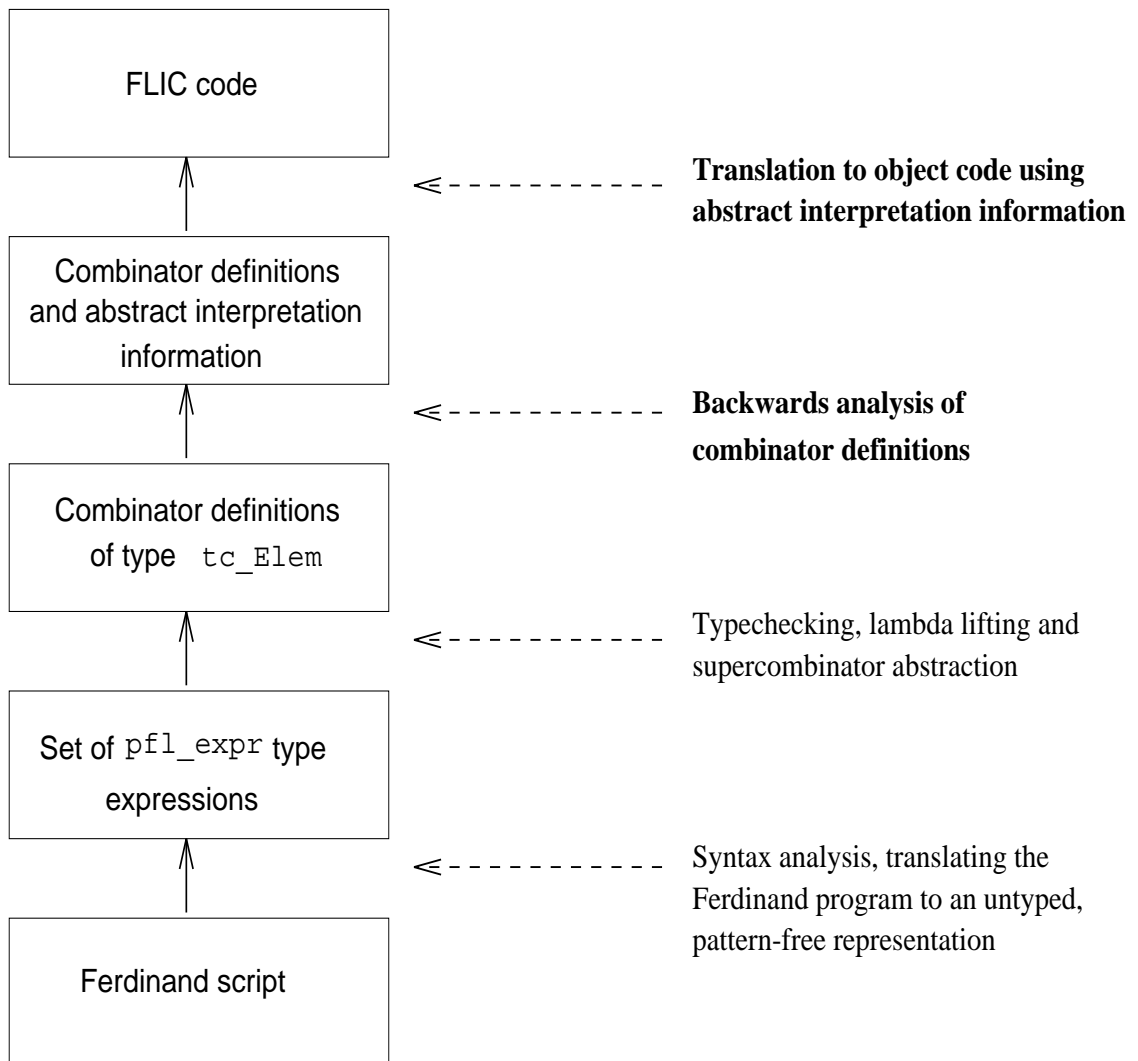 FLIC code
Translation to object code using
abstract interpretation information
Combinator definitions
and abstract interpretation
information
Backwards analysis of
combinator definitions
Combinator definitions
of type tc_Elem
Typechecking, lambda lifting and
supercombinator abstraction
Set of pfl_expr type
expressions
Syntax analysis, translating the
Ferdinand program to an untyped,
pattern-free representation
Ferdinand script